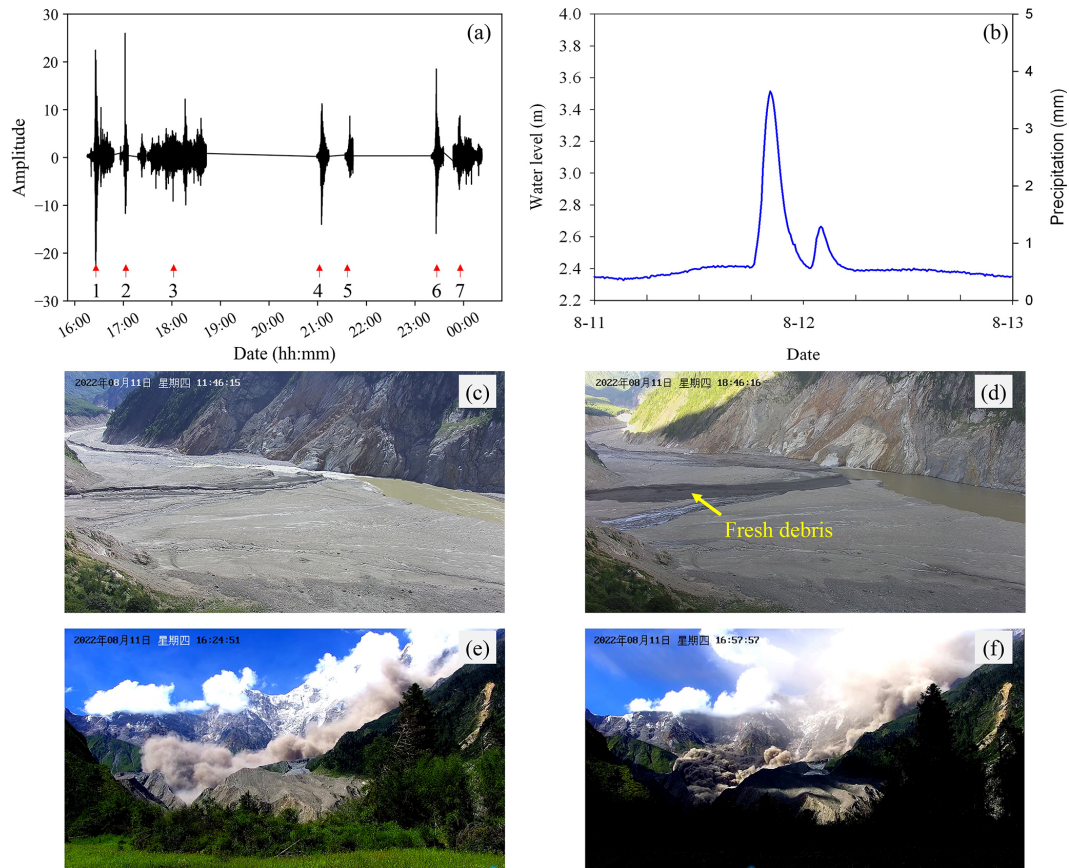 (a)
30
20
10
0
−10
−20
−30
Amplitude
1 2 3 4 5 6 7
16:00 17:00 18:00 19:00 20:00 21:00 22:00 23:00 00:00
Date (hh:mm)
(b)
4.0
3.8
3.6
3.4
3.2
3.0
2.8
2.6
2.4
2.2
Water level (m)
5
4
3
2
1
0
Precipitation (mm)
8-11 8-12 8-13
Date
2022年08月11日 星期四 11:46:15
(c)
2022年08月11日 星期四 18:46:16
(d)
Fresh debris
2022年08月11日 星期四 16:24:51
(e)
2022年08月11日 星期四 16:57:57
(f)